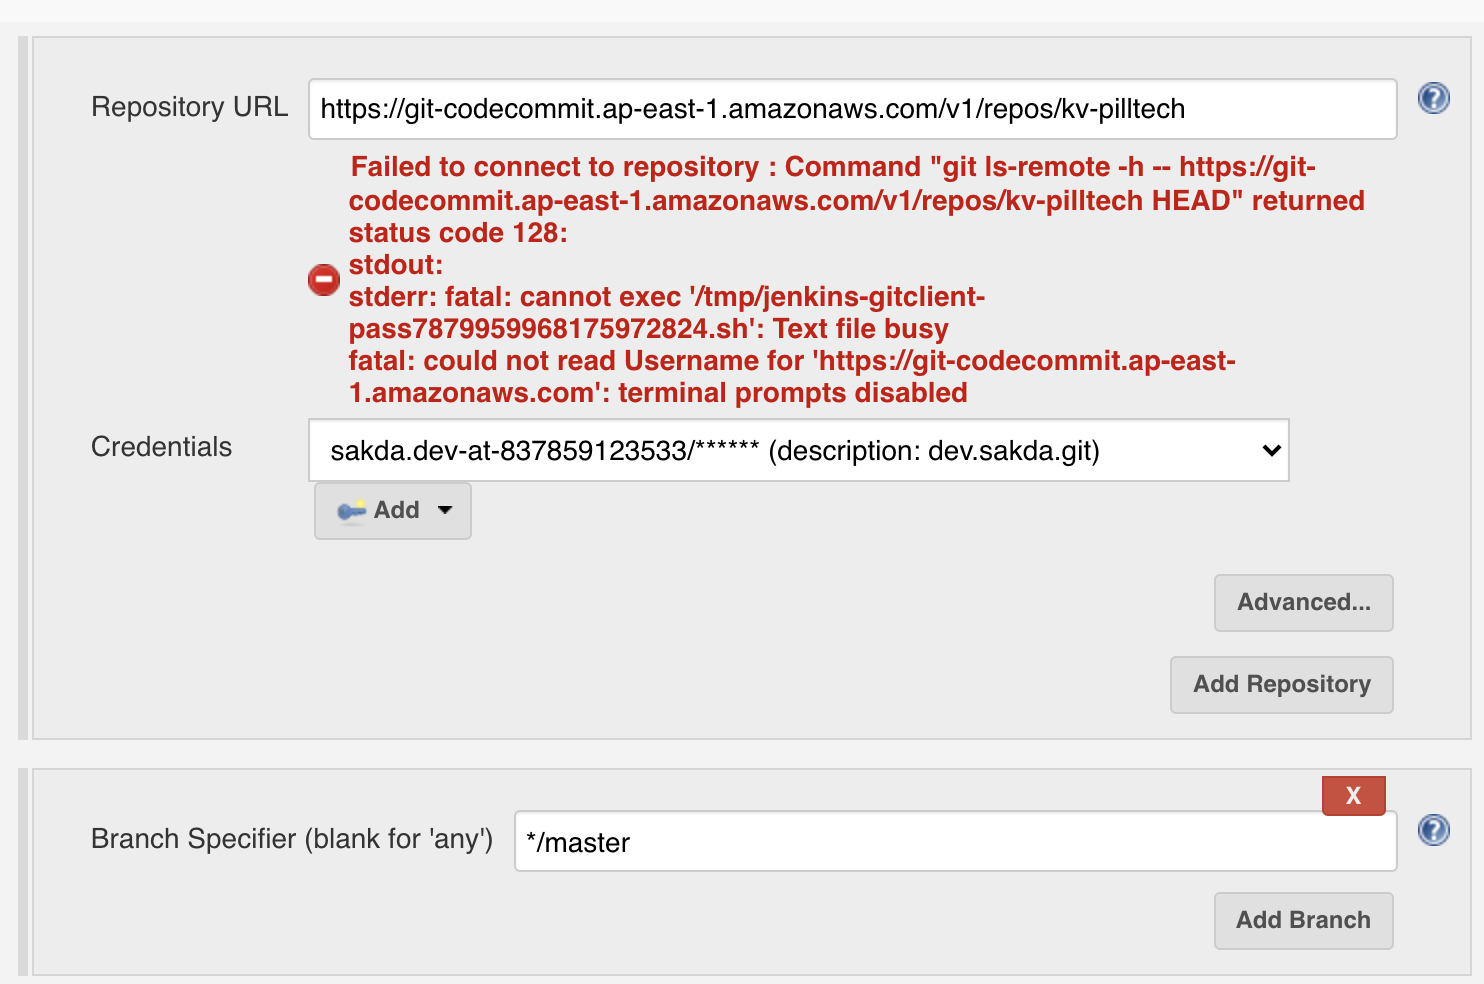 Repository URL
https://git-codecommit.ap-east-1.amazonaws.com/v1/repos/kv-pilltech
Failed to connect to repository : Command "git ls-remote -h -- https://git-
codecommit.ap-east-1.amazonaws.com/v1/repos/kv-pilltech HEAD" returned
status code 128:
stdout:
stderr: fatal: cannot exec '/tmp/jenkins-gitclient-
pass7879959968175972824.sh': Text file busy
fatal: could not read Username for 'https://git-codecommit.ap-east-
1.amazonaws.com': terminal prompts disabled
Credentials
sakda.dev-at-837859123533/****** (description: dev.sakda.git)
Add
Advanced...
Add Repository
X
Branch Specifier (blank for 'any')
*/master
Add Branch